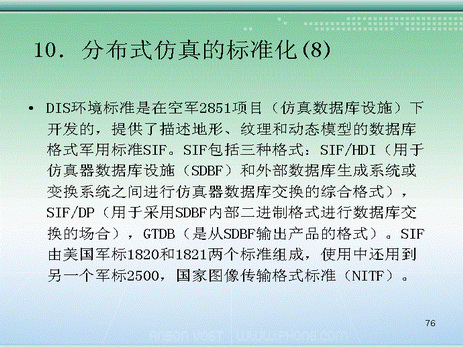 10. 分布式仿真的标准化(8)
• DIS环境标准是在空军2851项目(仿真数据库设施)下
开发的，提供了描述地形、纹理和动态模型的数据库
格式军用标准SIF。SIF包括三种格式：SIF/HDI(用于
仿真器数据库设施(SDBF)和外部数据库生成系统或
变换系统之间进行仿真器数据库交换的综合格式)，
SIF/DP(用于采用SDBF内部二进制格式进行数据库交
换的场合)，GTDB(是从SDBF输出产品的格式)。SIF
由美国军标1820和1821两个标准组成，使用中还用到
另一个军标2500，国家图像传输格式标准(NITF)。
76